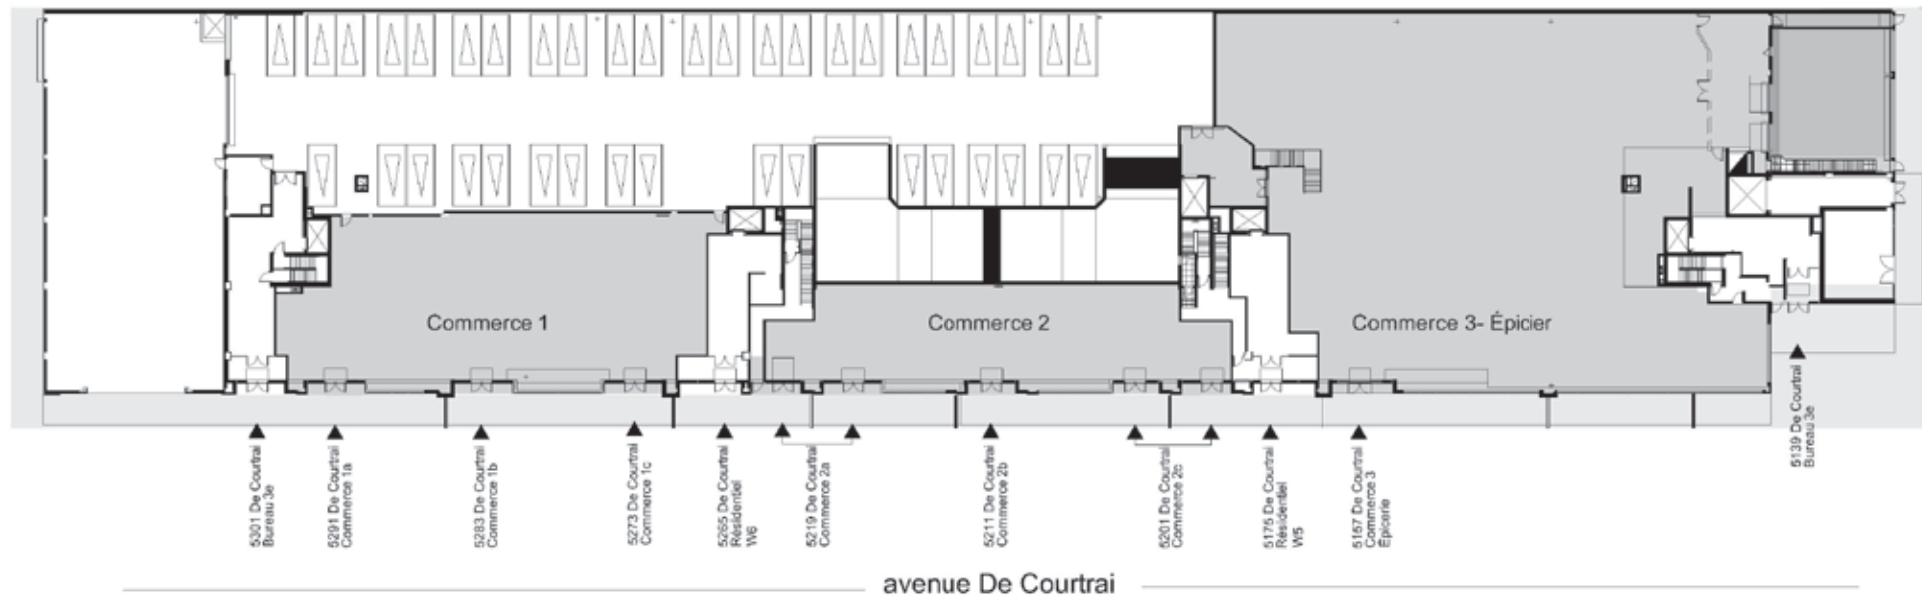 Commerce 1
Commerce 2
Commerce 3- Épicier
5301 De Courtrai
Bureau 3e
5291 De Courtrai
Commerce 1a
5283 De Courtrai
Commerce 1b
5273 De Courtrai
Commerce 1c
5265 De Courtrai
Résidentiel
W6
5219 De Courtrai
Commerce 2a
5211 De Courtrai
Commerce 2b
5201 De Courtrai
Commerce 2c
5175 De Courtrai
Résidentiel
W5
5157 De Courtrai
Commerce 3
Épicerie
5139 De Courtrai
Bureau 3e
avenue De Courtrai